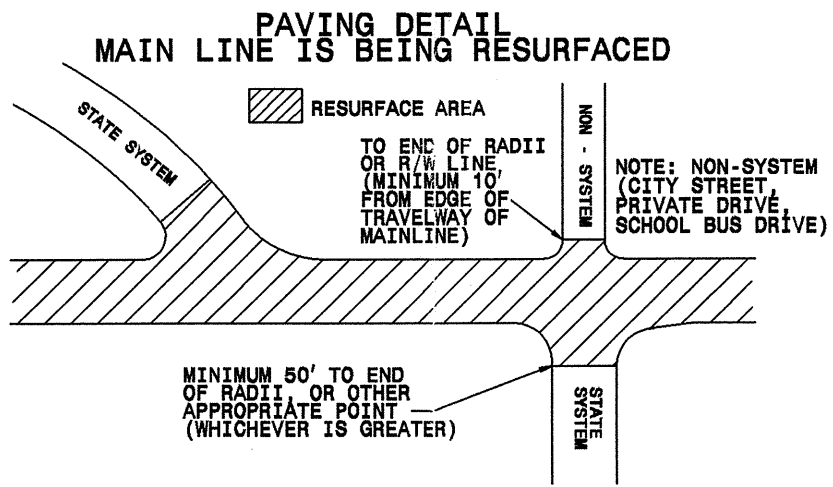 PAVING DETAIL
MAIN LINE IS BEING RESURFACED
STATE SYSTEM
RESURFACE AREA
TO END OF RADII
OR R/W LINE
(MINIMUM 10'
FROM EDGE OF
TRAVELWAY OF
MAINLINE)
NON - SYSTEM
NOTE: NON-SYSTEM
(CITY STREET,
PRIVATE DRIVE,
SCHOOL BUS DRIVE)
MINIMUM 50' TO END
OF RADII, OR OTHER
APPROPRIATE POINT
(WHICHEVER IS GREATER)
STATE
SYSTEM